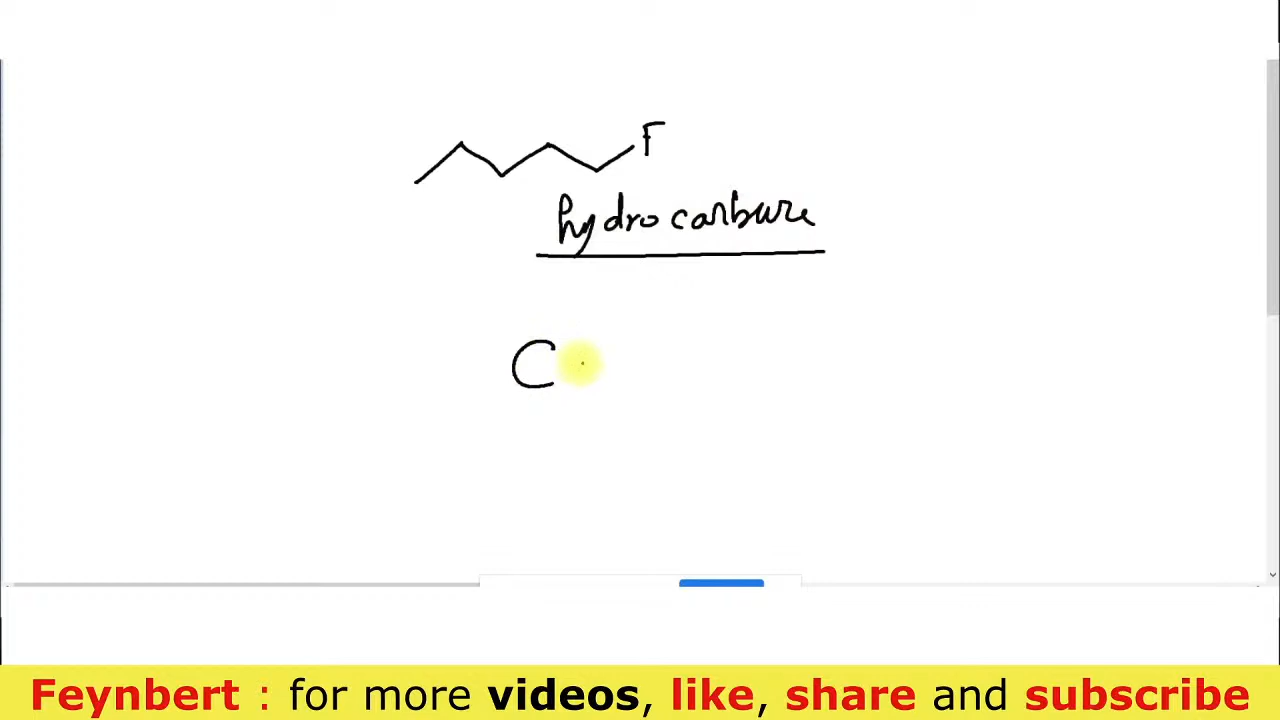 F
hydrocarbure
C
Feynbert : for more videos, like, share and subscribe